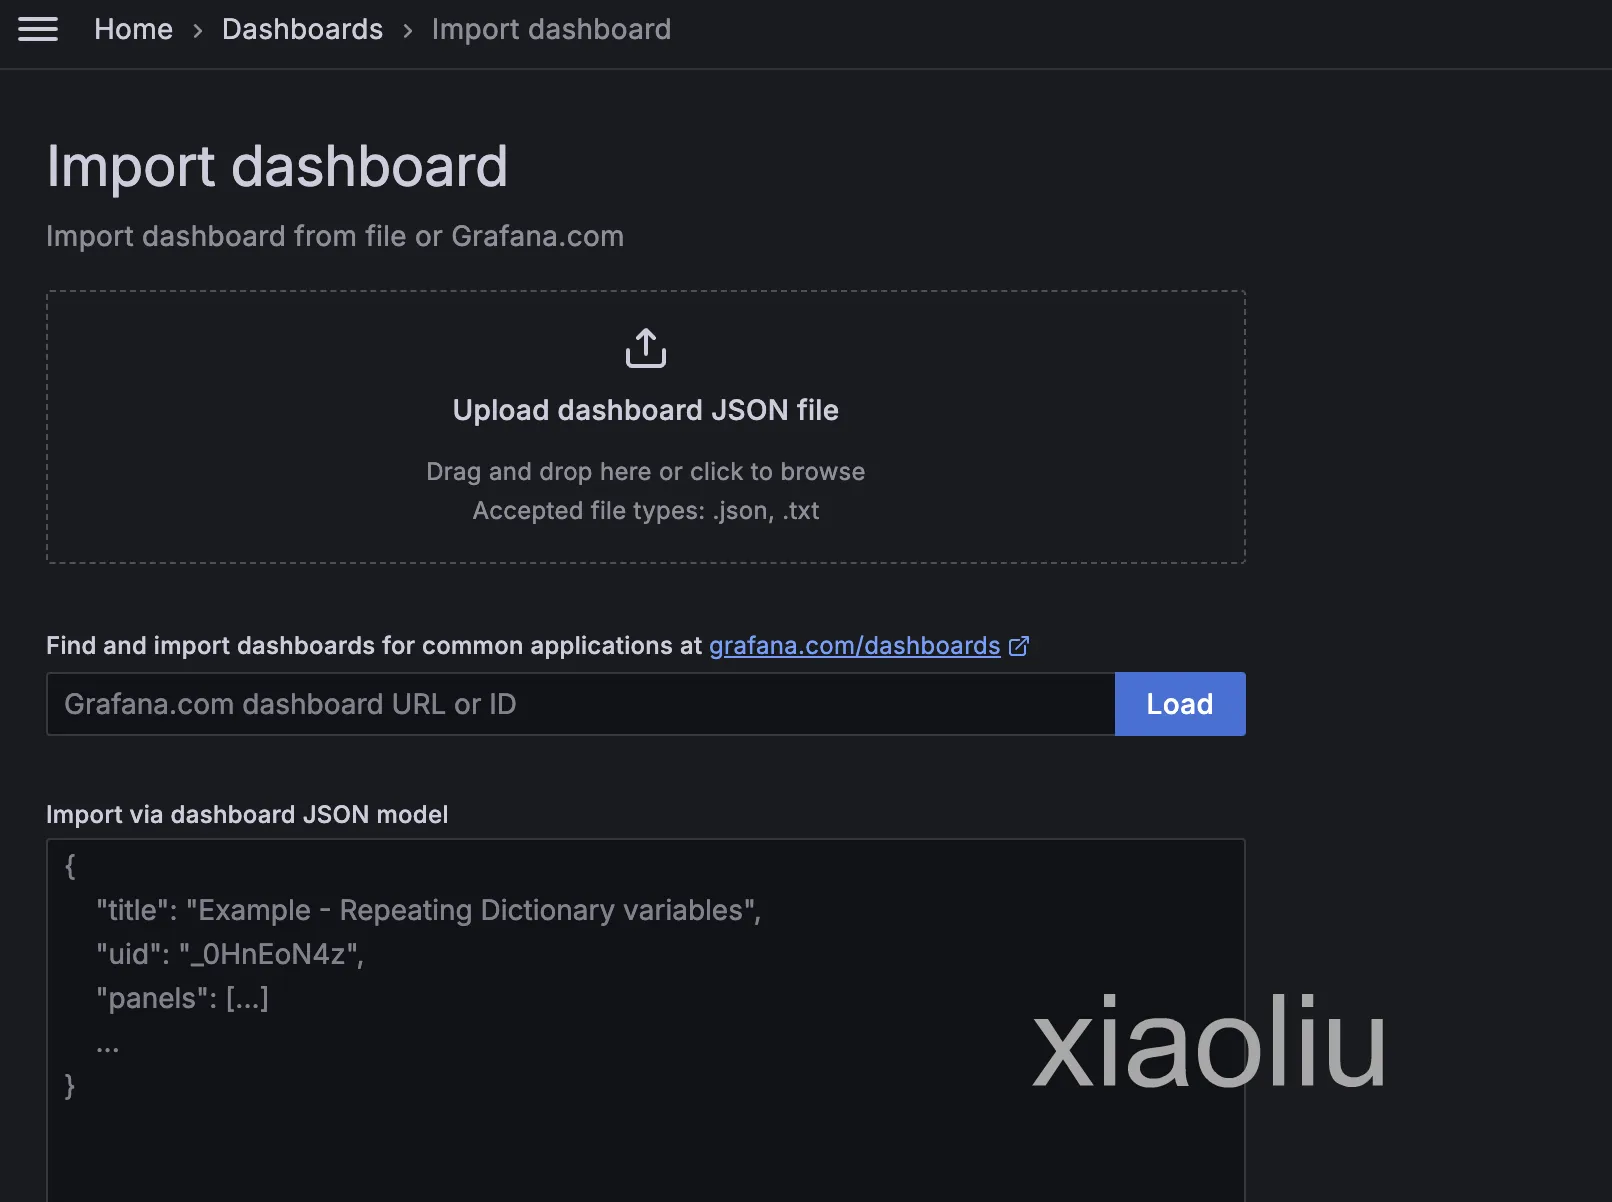 Home › Dashboards › Import dashboard
Import dashboard
Import dashboard from file or Grafana.com
Upload dashboard JSON file
Drag and drop here or click to browse
Accepted file types: .json, .txt
Find and import dashboards for common applications at grafana.com/dashboards
Grafana.com dashboard URL or ID
Load
Import via dashboard JSON model
{
"title": "Example - Repeating Dictionary variables",
"uid": "_0HnEoN4z",
"panels": [...]
...
}
xiaoliu